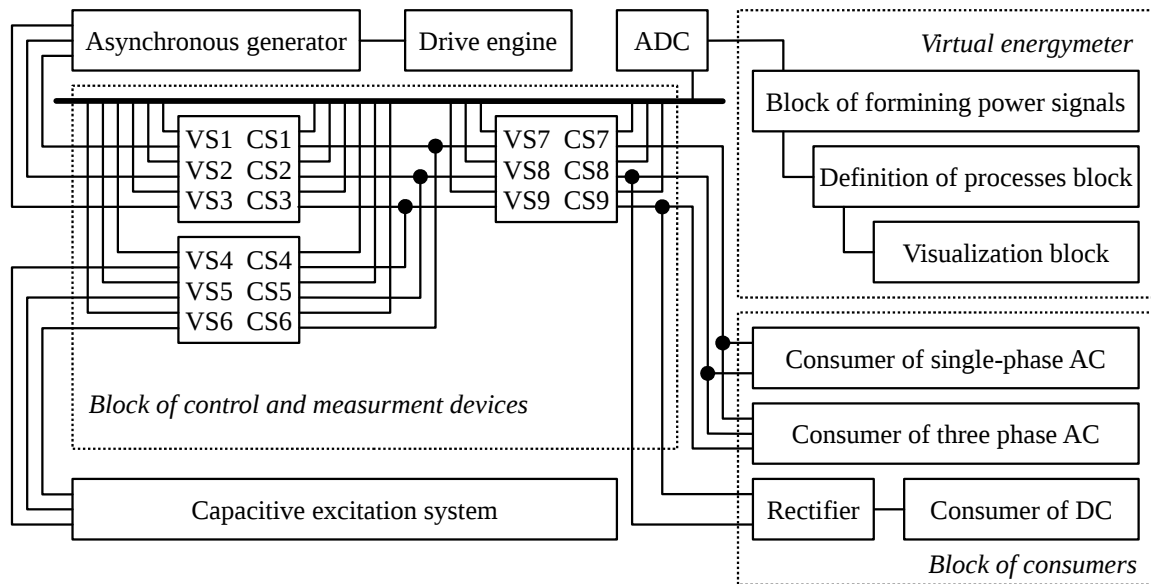 Asynchronous generator
Drive engine
ADC
Virtual energymeter
Block of formining power signals
Definition of processes block
Visualization block
VS1 CS1
VS2 CS2
VS3 CS3
VS7 CS7
VS8 CS8
VS9 CS9
VS4 CS4
VS5 CS5
VS6 CS6
Block of control and measurment devices
Consumer of single-phase AC
Consumer of three phase AC
Capacitive excitation system
Rectifier
Consumer of DC
Block of consumers